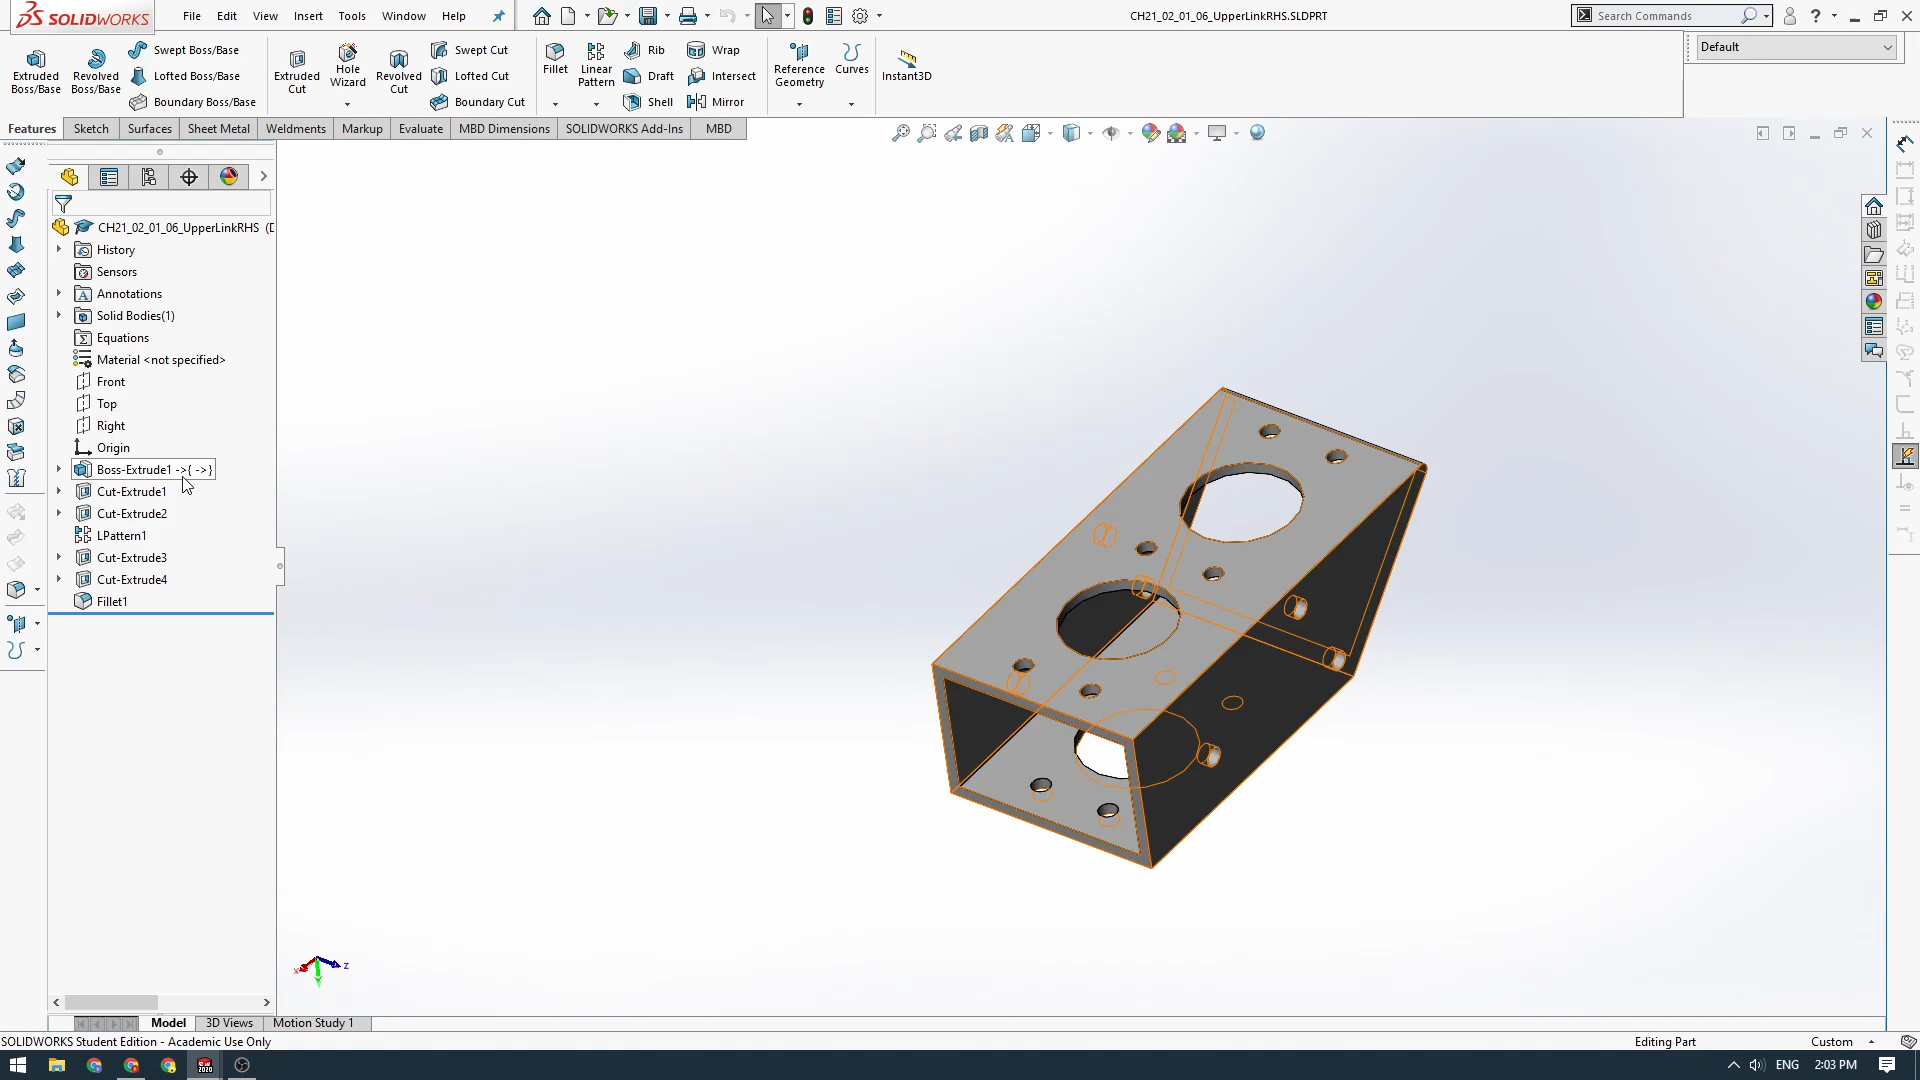 SOLIDWORKS
File Edit View Insert Tools Window Help
CH21_02_01_06_UpperLinkRHS.SLDPRT
Search Commands
?
Extruded Boss/Base
Revolved Boss/Base
Swept Boss/Base
Lofted Boss/Base
Boundary Boss/Base
Extruded Cut
Hole Wizard
Revolved Cut
Swept Cut
Lofted Cut
Boundary Cut
Fillet
Linear Pattern
Rib
Draft
Shell
Wrap
Intersect
Mirror
Reference Geometry
Curves
Instant3D
Default
Features Sketch Surfaces Sheet Metal Weldments Markup Evaluate MBD Dimensions SOLIDWORKS Add-Ins MBD
CH21_02_01_06_UpperLinkRHS (D
History
Sensors
Annotations
Solid Bodies(1)
Equations
Material <not specified>
Front
Top
Right
Origin
Boss-Extrude1 ->{ ->}
Cut-Extrude1
Cut-Extrude2
LPattern1
Cut-Extrude3
Cut-Extrude4
Fillet1
x
z
Model 3D Views Motion Study 1
SOLIDWORKS Student Edition - Academic Use Only
Editing Part
Custom
ENG 2:03 PM